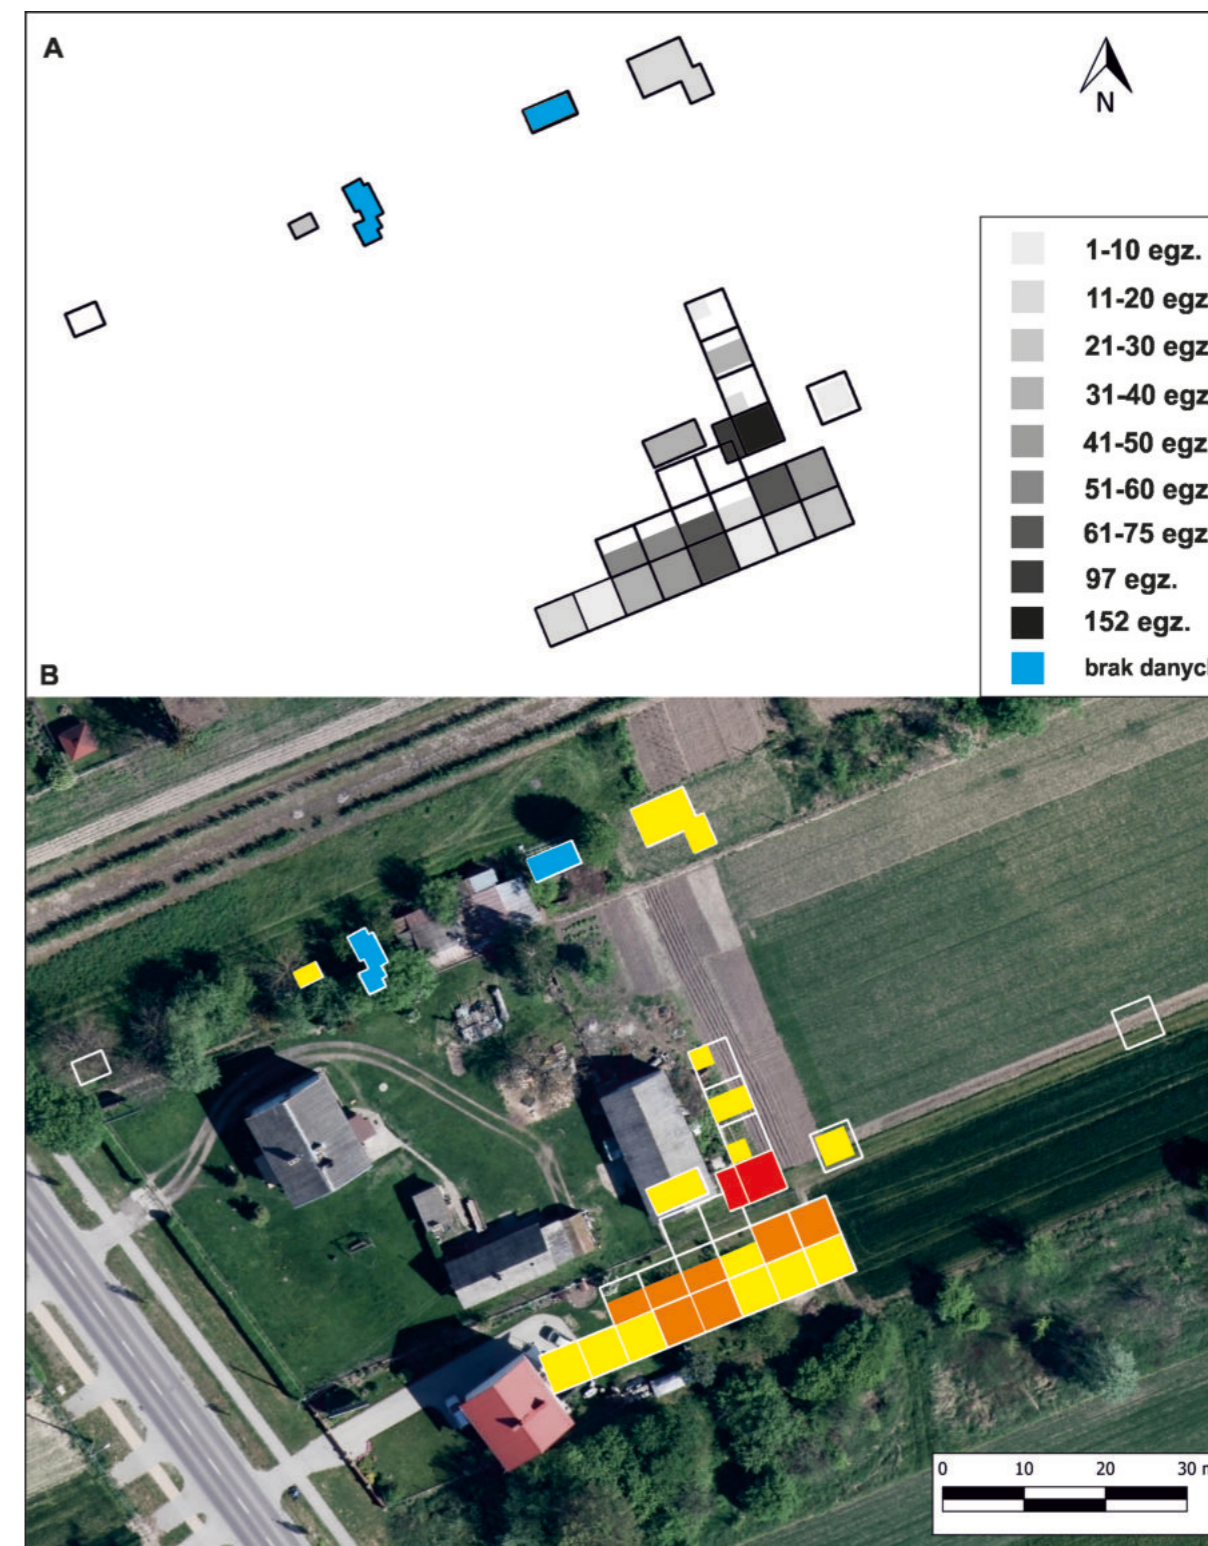 A
N
1-10 egz.
11-20 egz
21-30 egz
31-40 egz
41-50 egz
51-60 egz
61-75 egz
97 egz.
152 egz.
brak danych
B
0 10 20 30 m